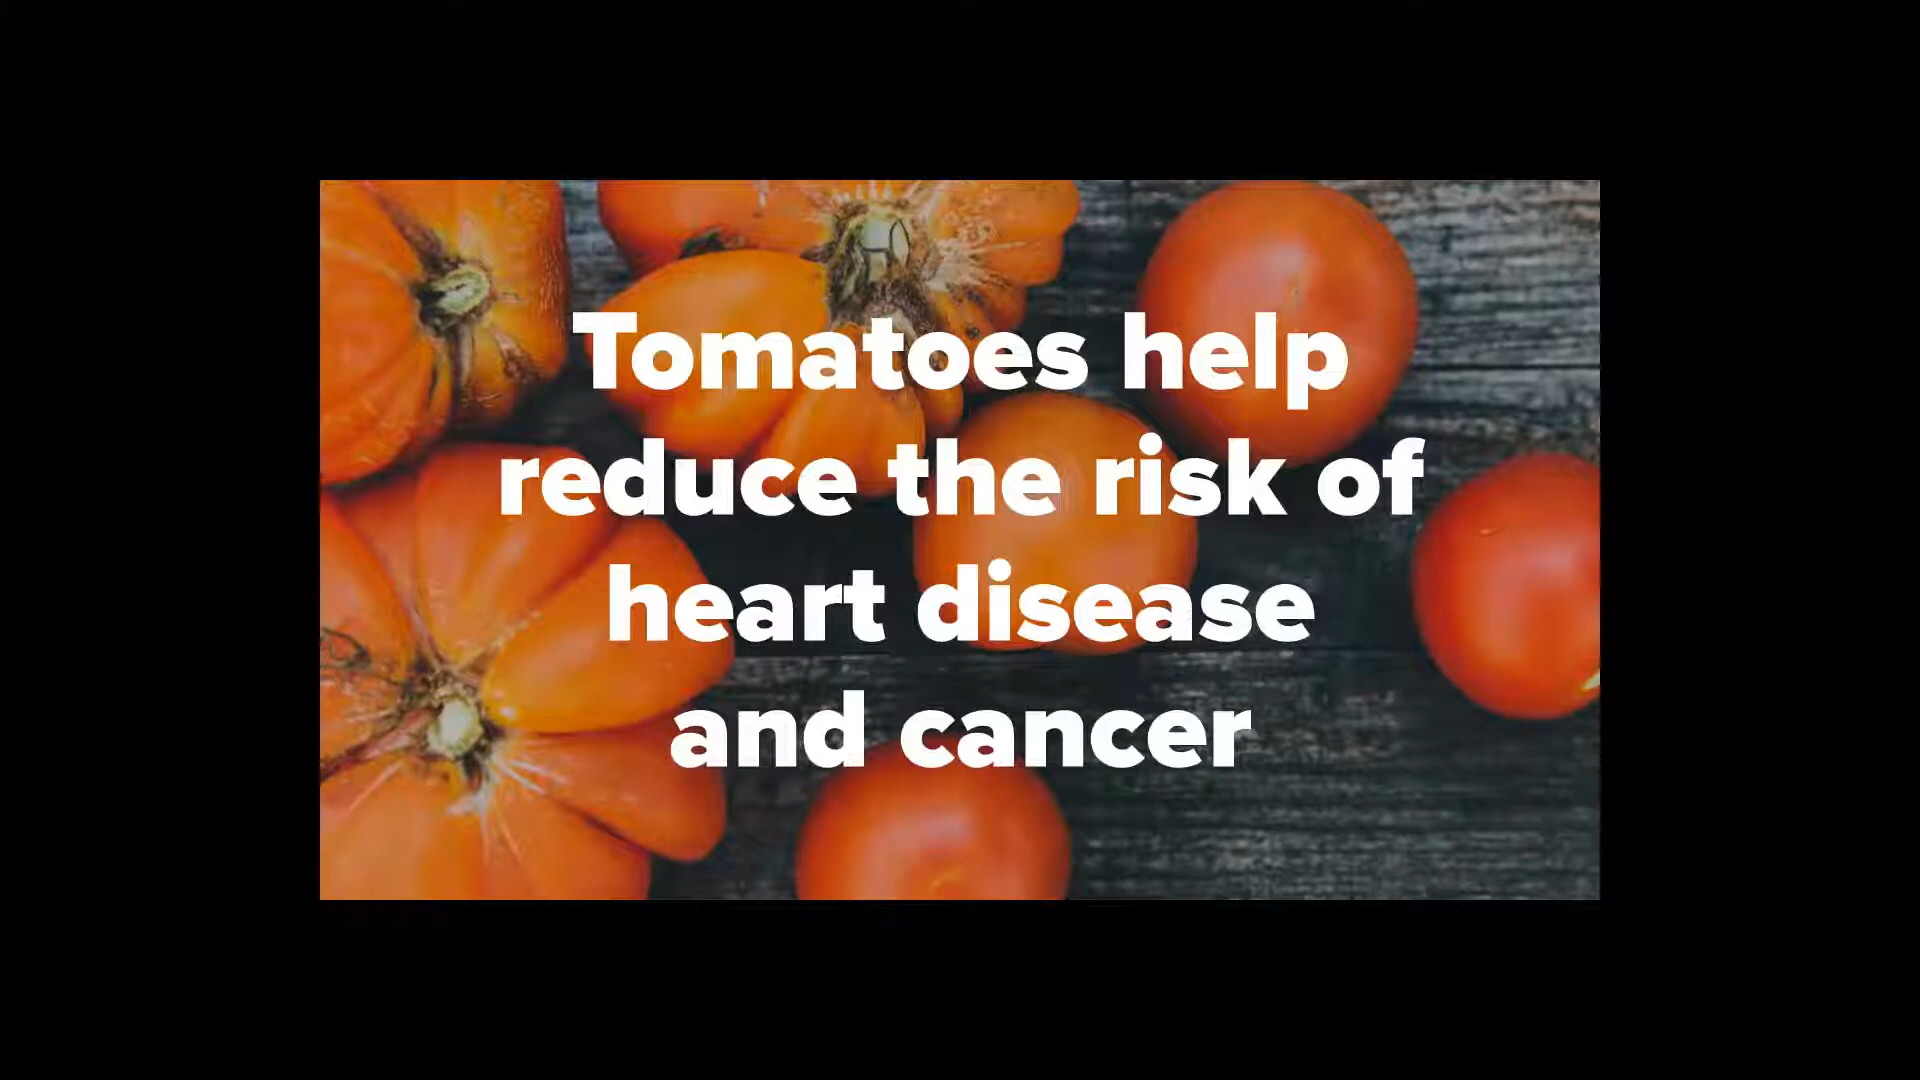 Tomatoes help
reduce the risk of
heart disease
and cancer